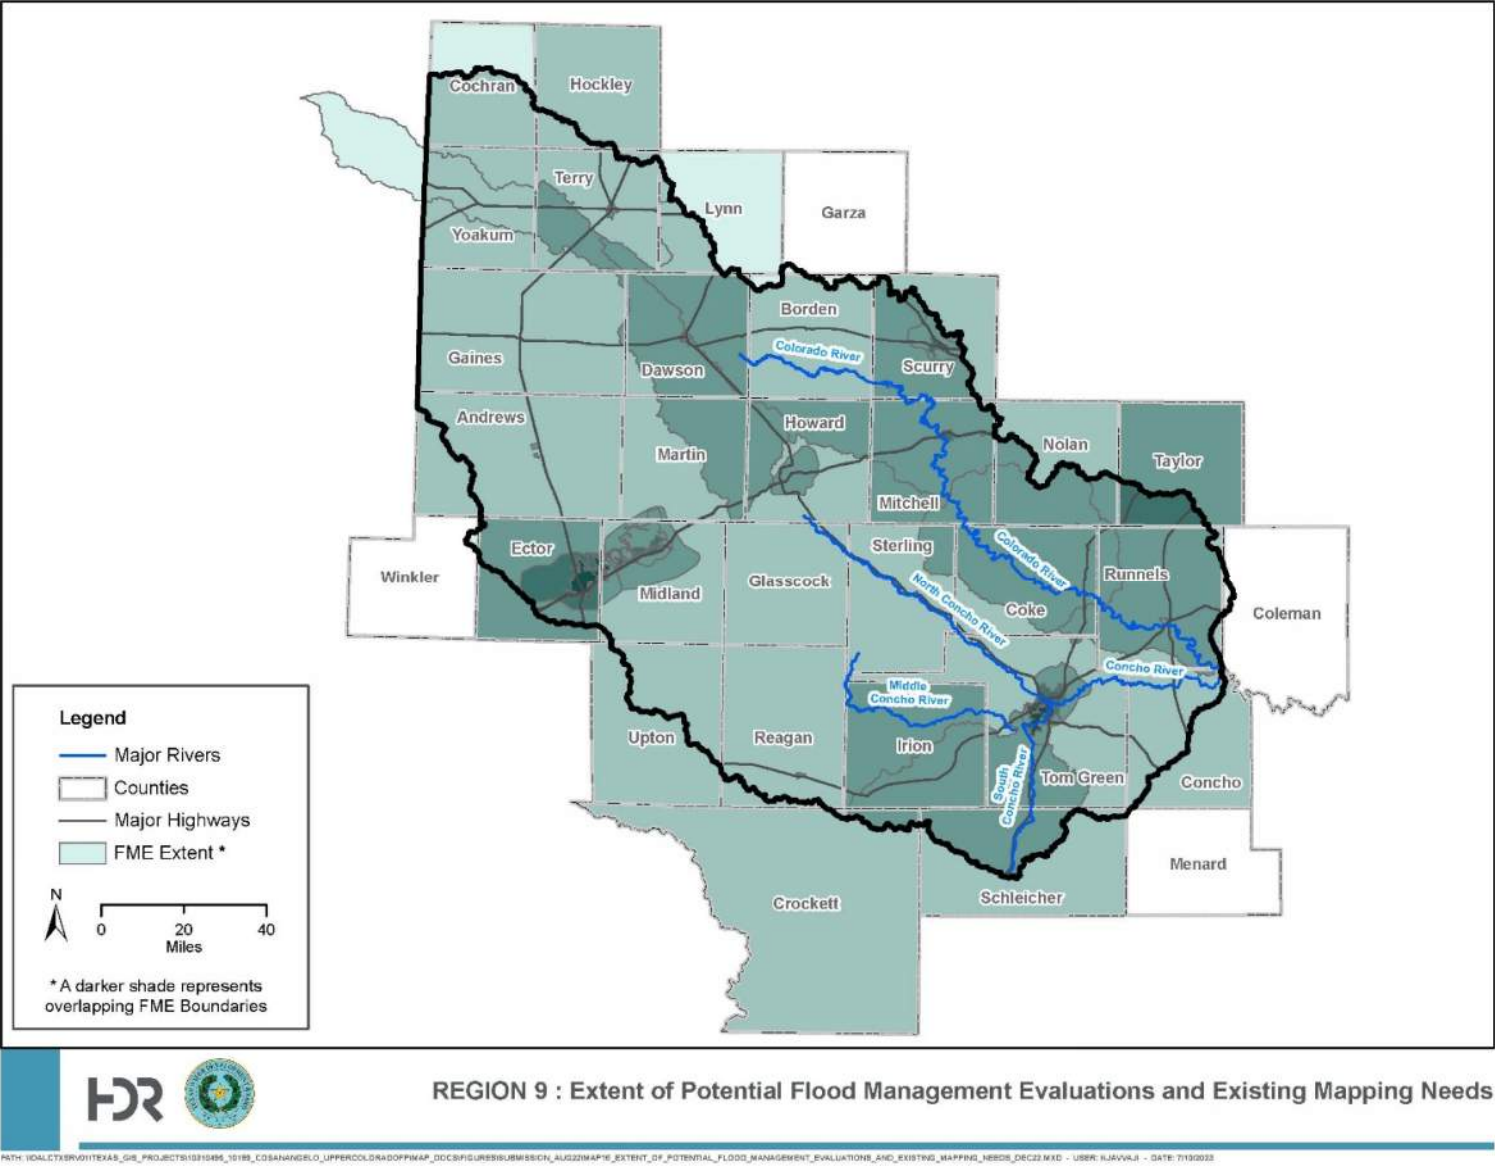 Cochran
Hockley
Terry
Lynn
Garza
Yoakum
Borden
Colorado River
Gaines
Dawson
Scurry
Andrews
Howard
Nolan
Martin
Taylor
Mitchell
Ector
Sterling
Colorado River
Winkler
Midland
Glasscock
North Concho River
Runnels
Coke
Coleman
Concho River
Middle
Concho River
Upton
Reagan
Irion
South
Concho River
Tom Green
Concho
Menard
Crockett
Schleicher
Legend
Major Rivers
Counties
Major Highways
FME Extent *
N
0 20 40
Miles
* A darker shade represents
overlapping FME Boundaries
HDR
REGION 9 : Extent of Potential Flood Management Evaluations and Existing Mapping Needs